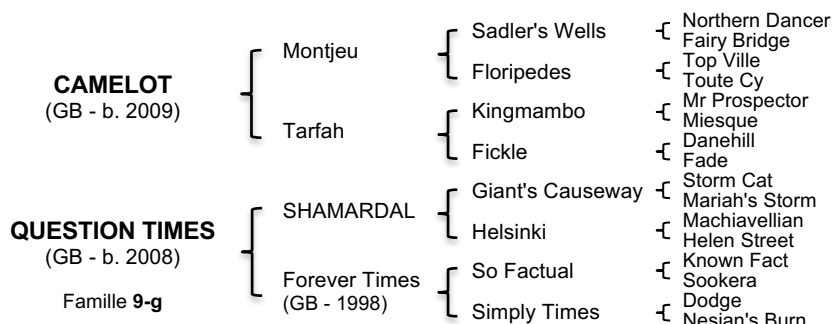 CAMELOT
(GB - b. 2009)
Montjeu
Tarfah
Sadler's Wells
Floripedes
Kingmambo
Fickle
Northern Dancer
Fairy Bridge
Top Ville
Toute Cy
Mr Prospector
Miesque
Danehill
Fade
QUESTION TIMES
(GB - b. 2008)
Famille 9-g
SHAMARDAL
Forever Times
(GB - 1998)
Giant's Causeway
Helsinki
So Factual
Simply Times
Storm Cat
Mariah's Storm
Machiavellian
Helen Street
Known Fact
Sookera
Dodge
Nesian's Burn